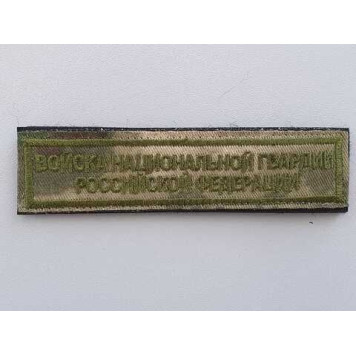 ВОЙСКА НАЦИОНАЛЬНОЙ ГВАРДИИ
РОССИЙСКОЙ ФЕДЕРАЦИИ